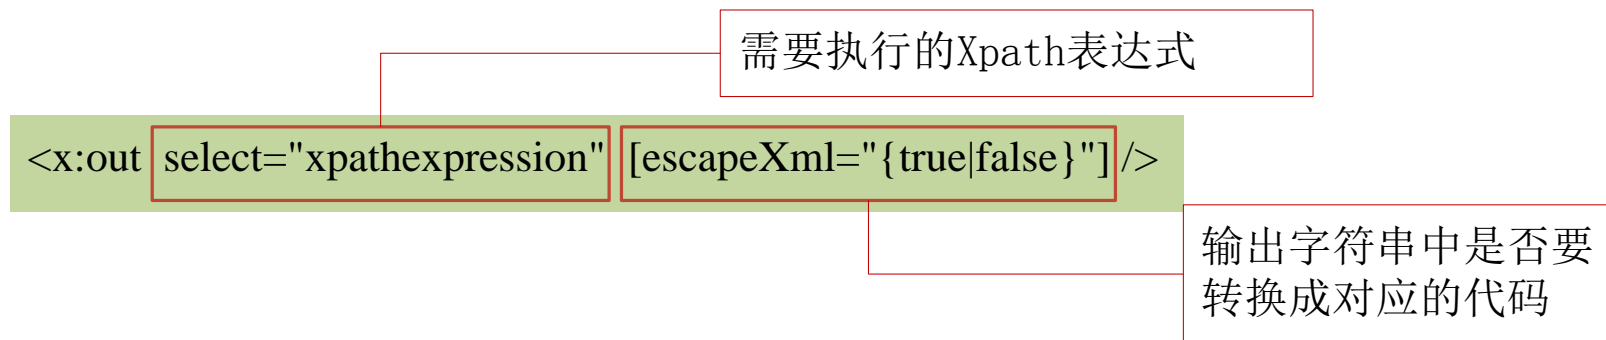 需要执行的Xpath表达式
<x:out select="xpathexpression" [escapeXml="{true|false}"] />
输出字符串中是否要
转换成对应的代码